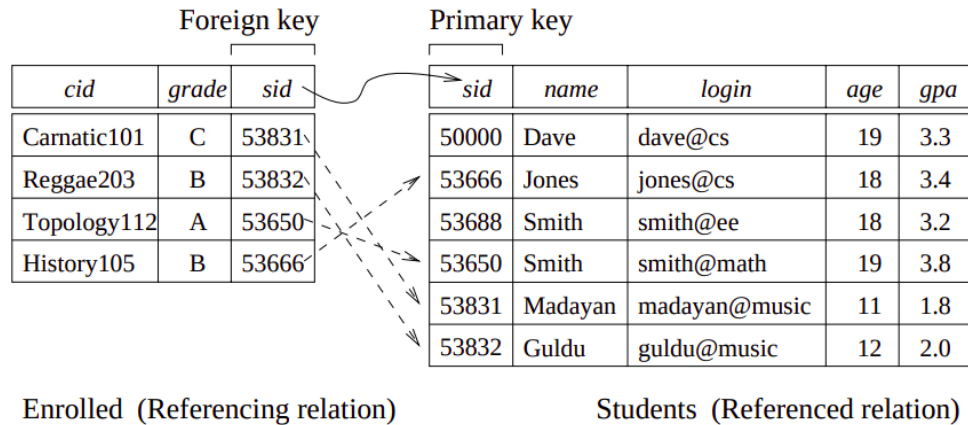 Foreign key Primary key
cid grade sid sid name login age gpa
Carnatic101 C 53831 50000 Dave dave@cs 19 3.3
Reggae203 B 53832 53666 Jones jones@cs 18 3.4
Topology112 A 53650 53688 Smith smith@ee 18 3.2
History105 B 53666 53650 Smith smith@math 19 3.8
53831 Madayan madayan@music 11 1.8
53832 Guldu guldu@music 12 2.0
Enrolled (Referencing relation) Students (Referenced relation)